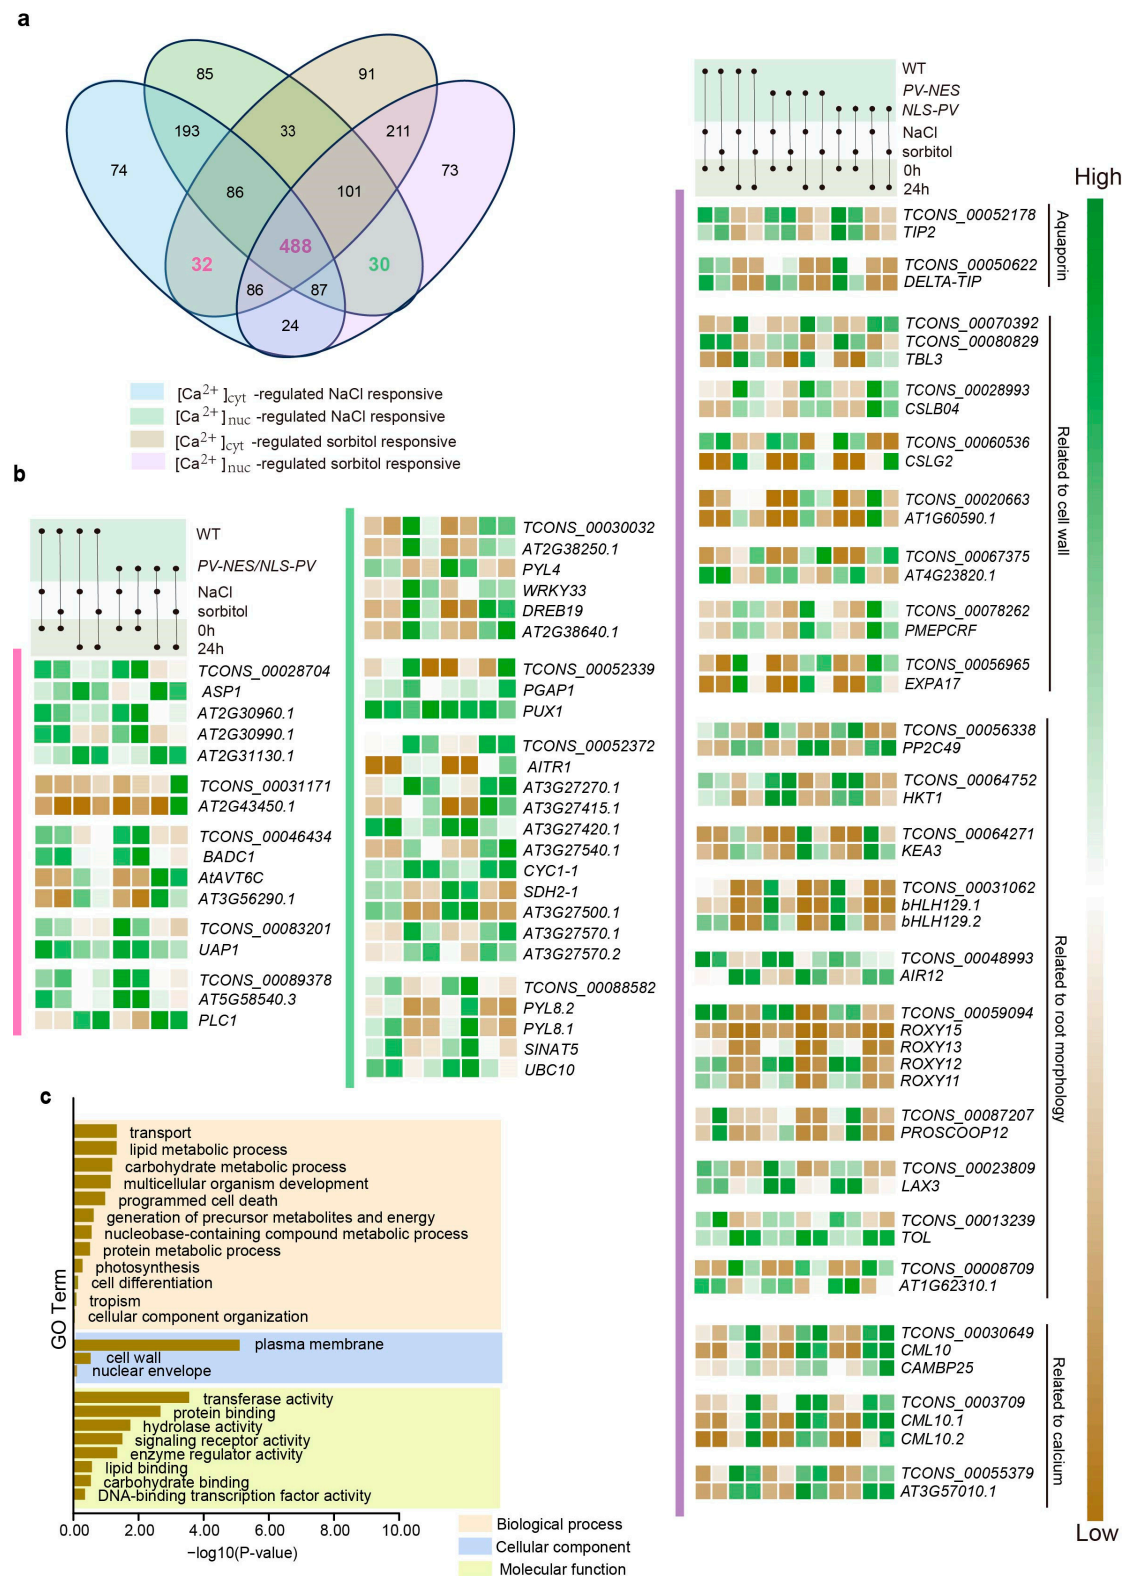 a
85
91
193
33
211
74
73
86
101
488
32
30
86
87
24
[Ca2+]cyt -regulated NaCl responsive
[Ca2+]nuc -regulated NaCl responsive
[Ca2+]cyt -regulated sorbitol responsive
[Ca2+]nuc -regulated sorbitol responsive
b
WT
PV-NES/NLS-PV
NaCl
sorbitol
0h
24h
TCONS_00028704
ASP1
AT2G30960.1
AT2G30990.1
AT2G31130.1
TCONS_00031171
AT2G43450.1
TCONS_00046434
BADC1
AtAVT6C
AT3G56290.1
TCONS_00083201
UAP1
TCONS_00089378
AT5G58540.3
PLC1
TCONS_00030032
AT2G38250.1
PYL4
WRKY33
DREB19
AT2G38640.1
TCONS_00052339
PGAP1
PUX1
TCONS_00052372
AITR1
AT3G27270.1
AT3G27415.1
AT3G27420.1
AT3G27540.1
CYC1-1
SDH2-1
AT3G27500.1
AT3G27570.1
AT3G27570.2
TCONS_00088582
PYL8.2
PYL8.1
SINAT5
UBC10
WT
PV-NES
NLS-PV
NaCl
sorbitol
0h
24h
High
TCONS_00052178
TIP2
TCONS_00050622
DELTA-TIP
Aquaporin
TCONS_00070392
TCONS_00080829
TBL3
TCONS_00028993
CSLB04
TCONS_00060536
CSLG2
TCONS_00020663
AT1G60590.1
TCONS_00067375
AT4G23820.1
TCONS_00078262
PMEPCRF
TCONS_00056965
EXPA17
Related to cell wall
TCONS_00056338
PP2C49
TCONS_00064752
HKT1
TCONS_00064271
KEA3
TCONS_00031062
bHLH129.1
bHLH129.2
TCONS_00048993
AIR12
TCONS_00059094
ROXY15
ROXY13
ROXY12
ROXY11
TCONS_00087207
PROSCOOP12
TCONS_00023809
LAX3
TCONS_00013239
TOL
TCONS_00008709
AT1G62310.1
Related to root morphology
TCONS_00030649
CML10
CAMBP25
TCONS_0003709
CML10.1
CML10.2
TCONS_00055379
AT3G57010.1
Related to calcium
Low
c
GO Term
transport
lipid metabolic process
carbohydrate metabolic process
multicellular organism development
programmed cell death
generation of precursor metabolites and energy
nucleobase-containing compound metabolic process
protein metabolic process
photosynthesis
cell differentiation
tropism
cellular component organization
plasma membrane
cell wall
nuclear envelope
transferase activity
protein binding
hydrolase activity
signaling receptor activity
enzyme regulator activity
lipid binding
carbohydrate binding
DNA-binding transcription factor activity
0.00 2.00 4.00 6.00 8.00 10.00
−log10(P-value)
Biological process
Cellular component
Molecular function